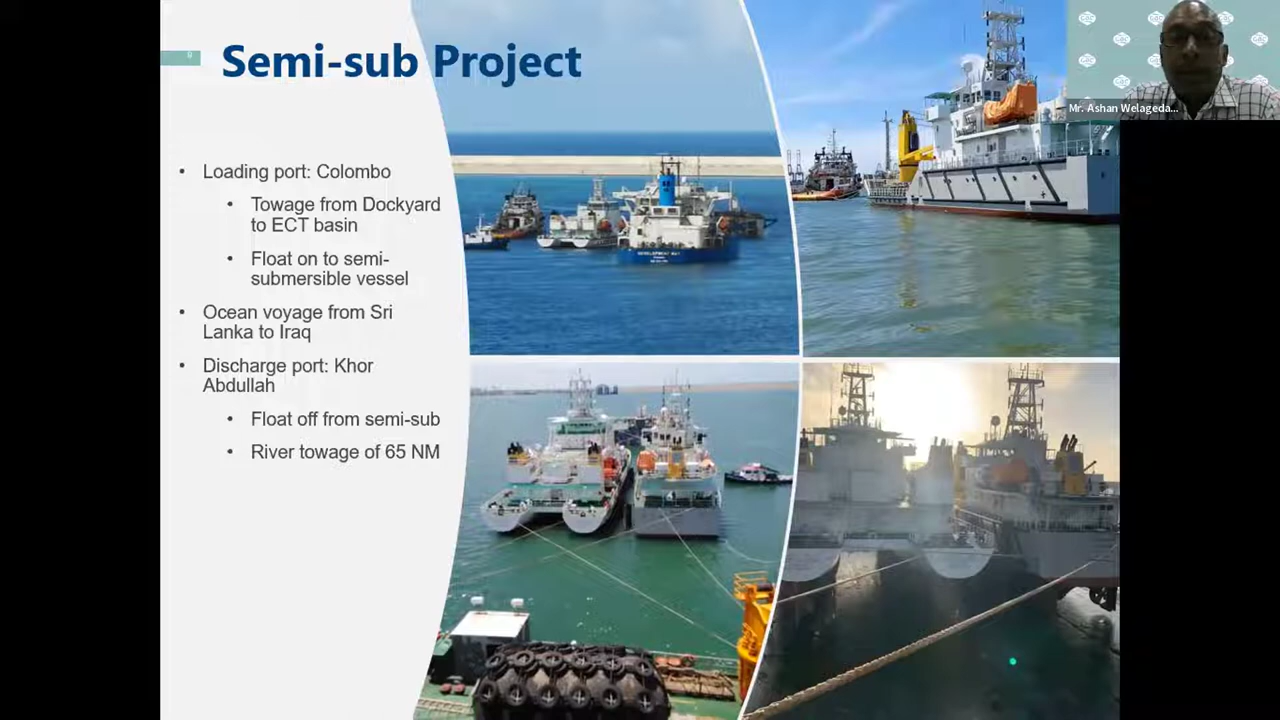 9
Semi-sub Project
• Loading port: Colombo
• Towage from Dockyard
to ECT basin
• Float on to semi-
submersible vessel
• Ocean voyage from Sri
Lanka to Iraq
• Discharge port: Khor
Abdullah
• Float off from semi-sub
• River towage of 65 NM
Mr. Ashan Welageda...